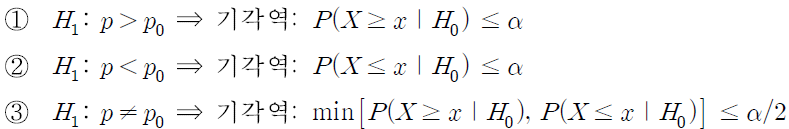 ① H₁: p > p₀ ⇒ 기각역: P(X ≥ x | H₀) ≤ α
② H₁: p < p₀ ⇒ 기각역: P(X ≤ x | H₀) ≤ α
③ H₁: p ≠ p₀ ⇒ 기각역: min[P(X ≥ x | H₀), P(X ≤ x | H₀)] ≤ α/2